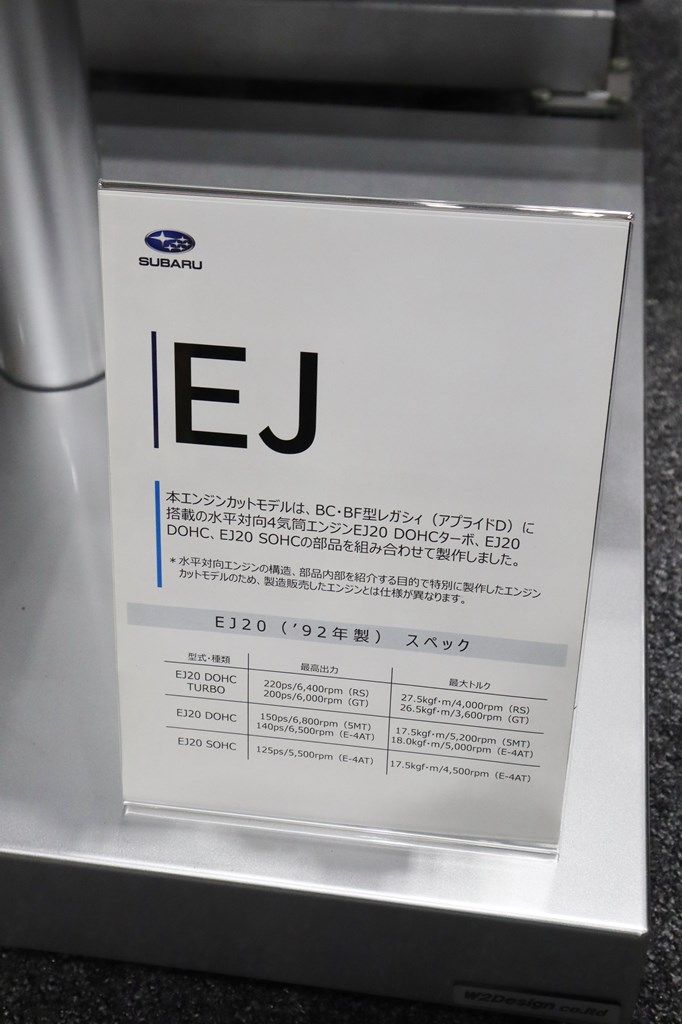 SUBARU
EJ
本エンジンカットモデルは、BC・BF型レガシィ（アプライドD）に
搭載の水平対向4気筒エンジンEJ20 DOHCターボ、EJ20
DOHC、EJ20 SOHCの部品を組み合わせて製作しました。
＊水平対向エンジンの構造、部品内部を紹介する目的で特別に製作したエンジン
カットモデルのため、製造販売したエンジンとは仕様が異なります。
EJ20（'92年製） スペック
型式・種類 最高出力 最大トルク
EJ20 DOHC TURBO 220ps/6,400rpm（RS） 27.5kgf・m/4,000rpm（RS）
200ps/6,000rpm（GT） 26.5kgf・m/3,600rpm（GT）
EJ20 DOHC 150ps/6,800rpm（5MT） 17.5kgf・m/5,200rpm（5MT）
140ps/6,500rpm（E-4AT） 18.0kgf・m/5,000rpm（E-4AT）
EJ20 SOHC 125ps/5,500rpm（E-4AT） 17.5kgf・m/4,500rpm（E-4AT）
W2Design co.ltd